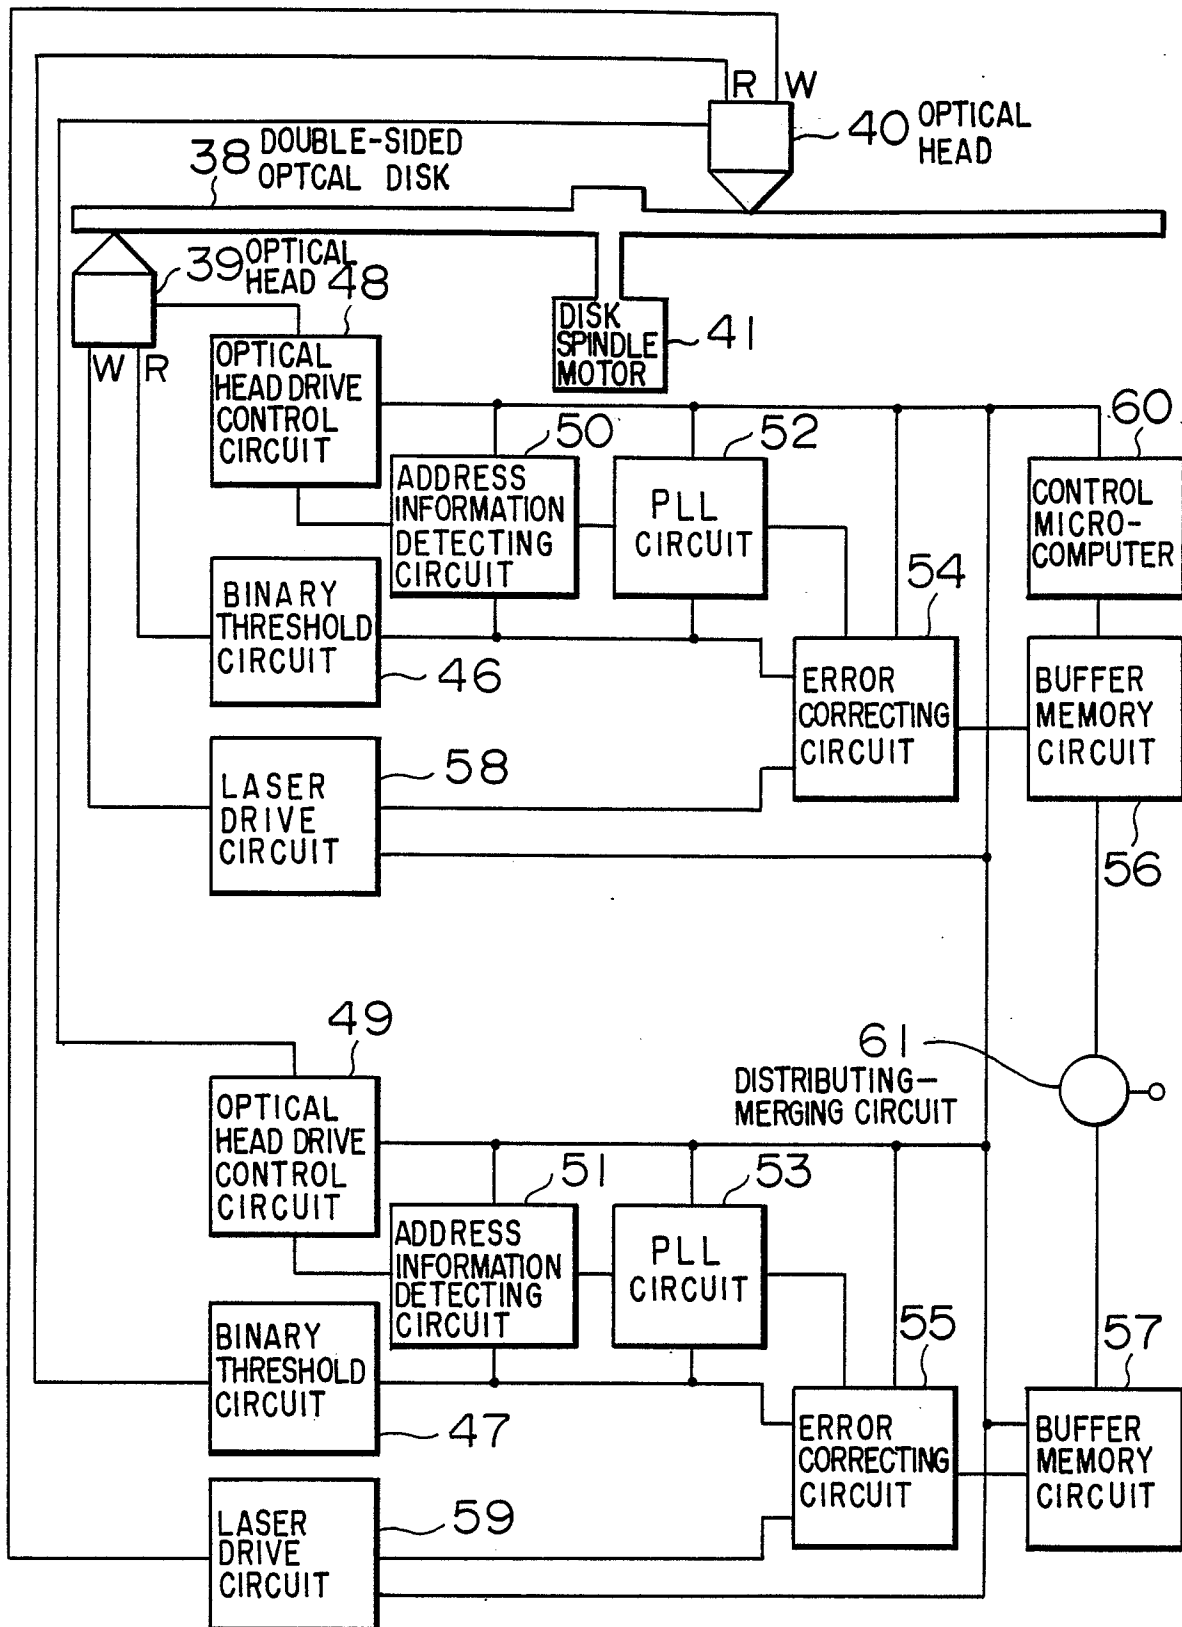 R W
40 OPTICAL
HEAD
38 DOUBLE-SIDED
OPTCAL DISK
39 OPTICAL
HEAD
W R
48
OPTICAL
HEAD DRIVE
CONTROL
CIRCUIT
DISK
SPINDLE
MOTOR
41
50
ADDRESS
INFORMATION
DETECTING
CIRCUIT
52
PLL
CIRCUIT
60
CONTROL
MICRO-
COMPUTER
BINARY
THRESHOLD
CIRCUIT
46
54
ERROR
CORRECTING
CIRCUIT
BUFFER
MEMORY
CIRCUIT
56
LASER
DRIVE
CIRCUIT
58
49
OPTICAL
HEAD DRIVE
CONTROL
CIRCUIT
61
DISTRIBUTING-
MERGING CIRCUIT
51
ADDRESS
INFORMATION
DETECTING
CIRCUIT
53
PLL
CIRCUIT
BINARY
THRESHOLD
CIRCUIT
47
55
ERROR
CORRECTING
CIRCUIT
57
BUFFER
MEMORY
CIRCUIT
LASER
DRIVE
CIRCUIT
59